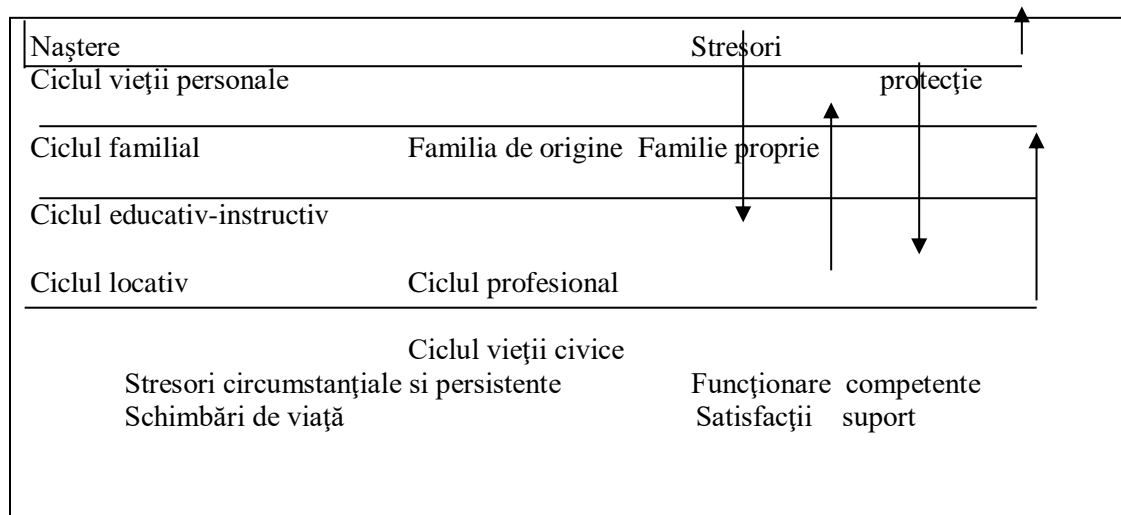 Naştere Stresori
Ciclul vieţii personale protecţie
Ciclul familial Familia de origine Familie proprie
Ciclul educativ-instructiv
Ciclul locativ Ciclul profesional
Ciclul vieţii civice
Stresori circumstanţiale si persistente Funcţionare competente
Schimbări de viaţă Satisfacţii suport